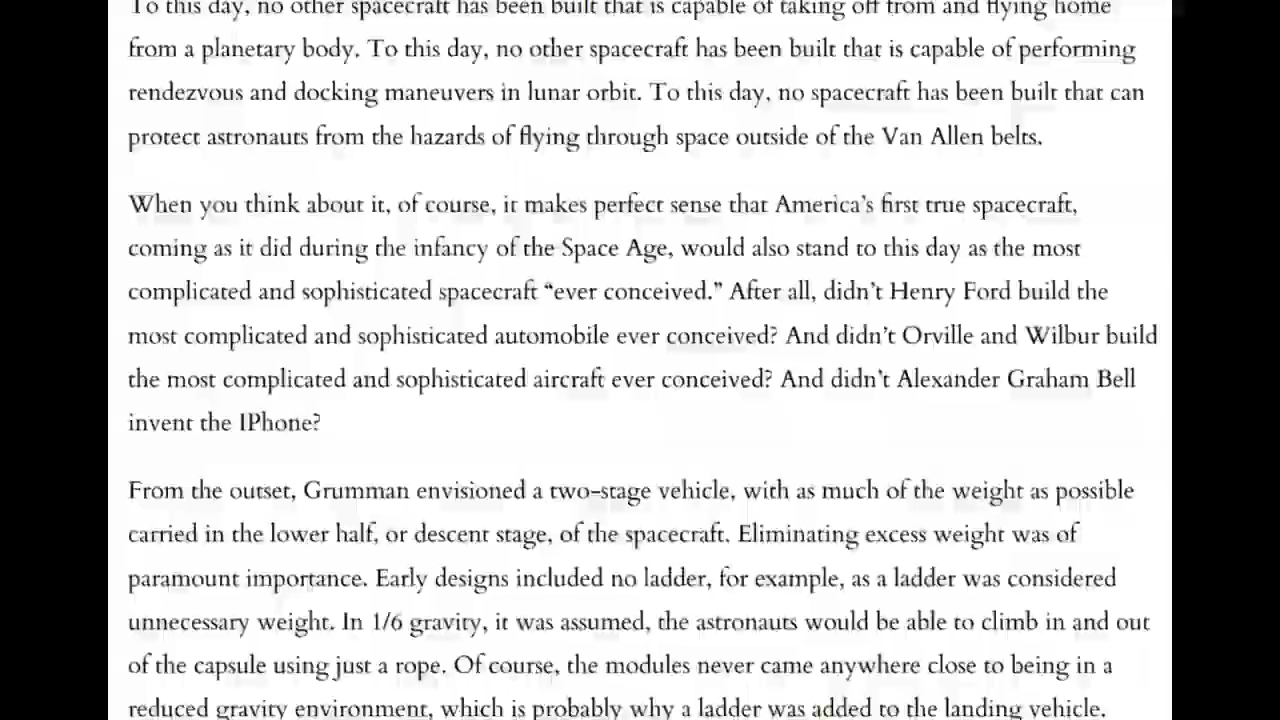 To this day, no other spacecraft has been built that is capable of taking off from and flying home
from a planetary body. To this day, no other spacecraft has been built that is capable of performing
rendezvous and docking maneuvers in lunar orbit. To this day, no spacecraft has been built that can
protect astronauts from the hazards of flying through space outside of the Van Allen belts.
When you think about it, of course, it makes perfect sense that America’s first true spacecraft,
coming as it did during the infancy of the Space Age, would also stand to this day as the most
complicated and sophisticated spacecraft “ever conceived.” After all, didn’t Henry Ford build the
most complicated and sophisticated automobile ever conceived? And didn’t Orville and Wilbur build
the most complicated and sophisticated aircraft ever conceived? And didn’t Alexander Graham Bell
invent the IPhone?
From the outset, Grumman envisioned a two-stage vehicle, with as much of the weight as possible
carried in the lower half, or descent stage, of the spacecraft. Eliminating excess weight was of
paramount importance. Early designs included no ladder, for example, as a ladder was considered
unnecessary weight. In 1/6 gravity, it was assumed, the astronauts would be able to climb in and out
of the capsule using just a rope. Of course, the modules never came anywhere close to being in a
reduced gravity environment, which is probably why a ladder was added to the landing vehicle.